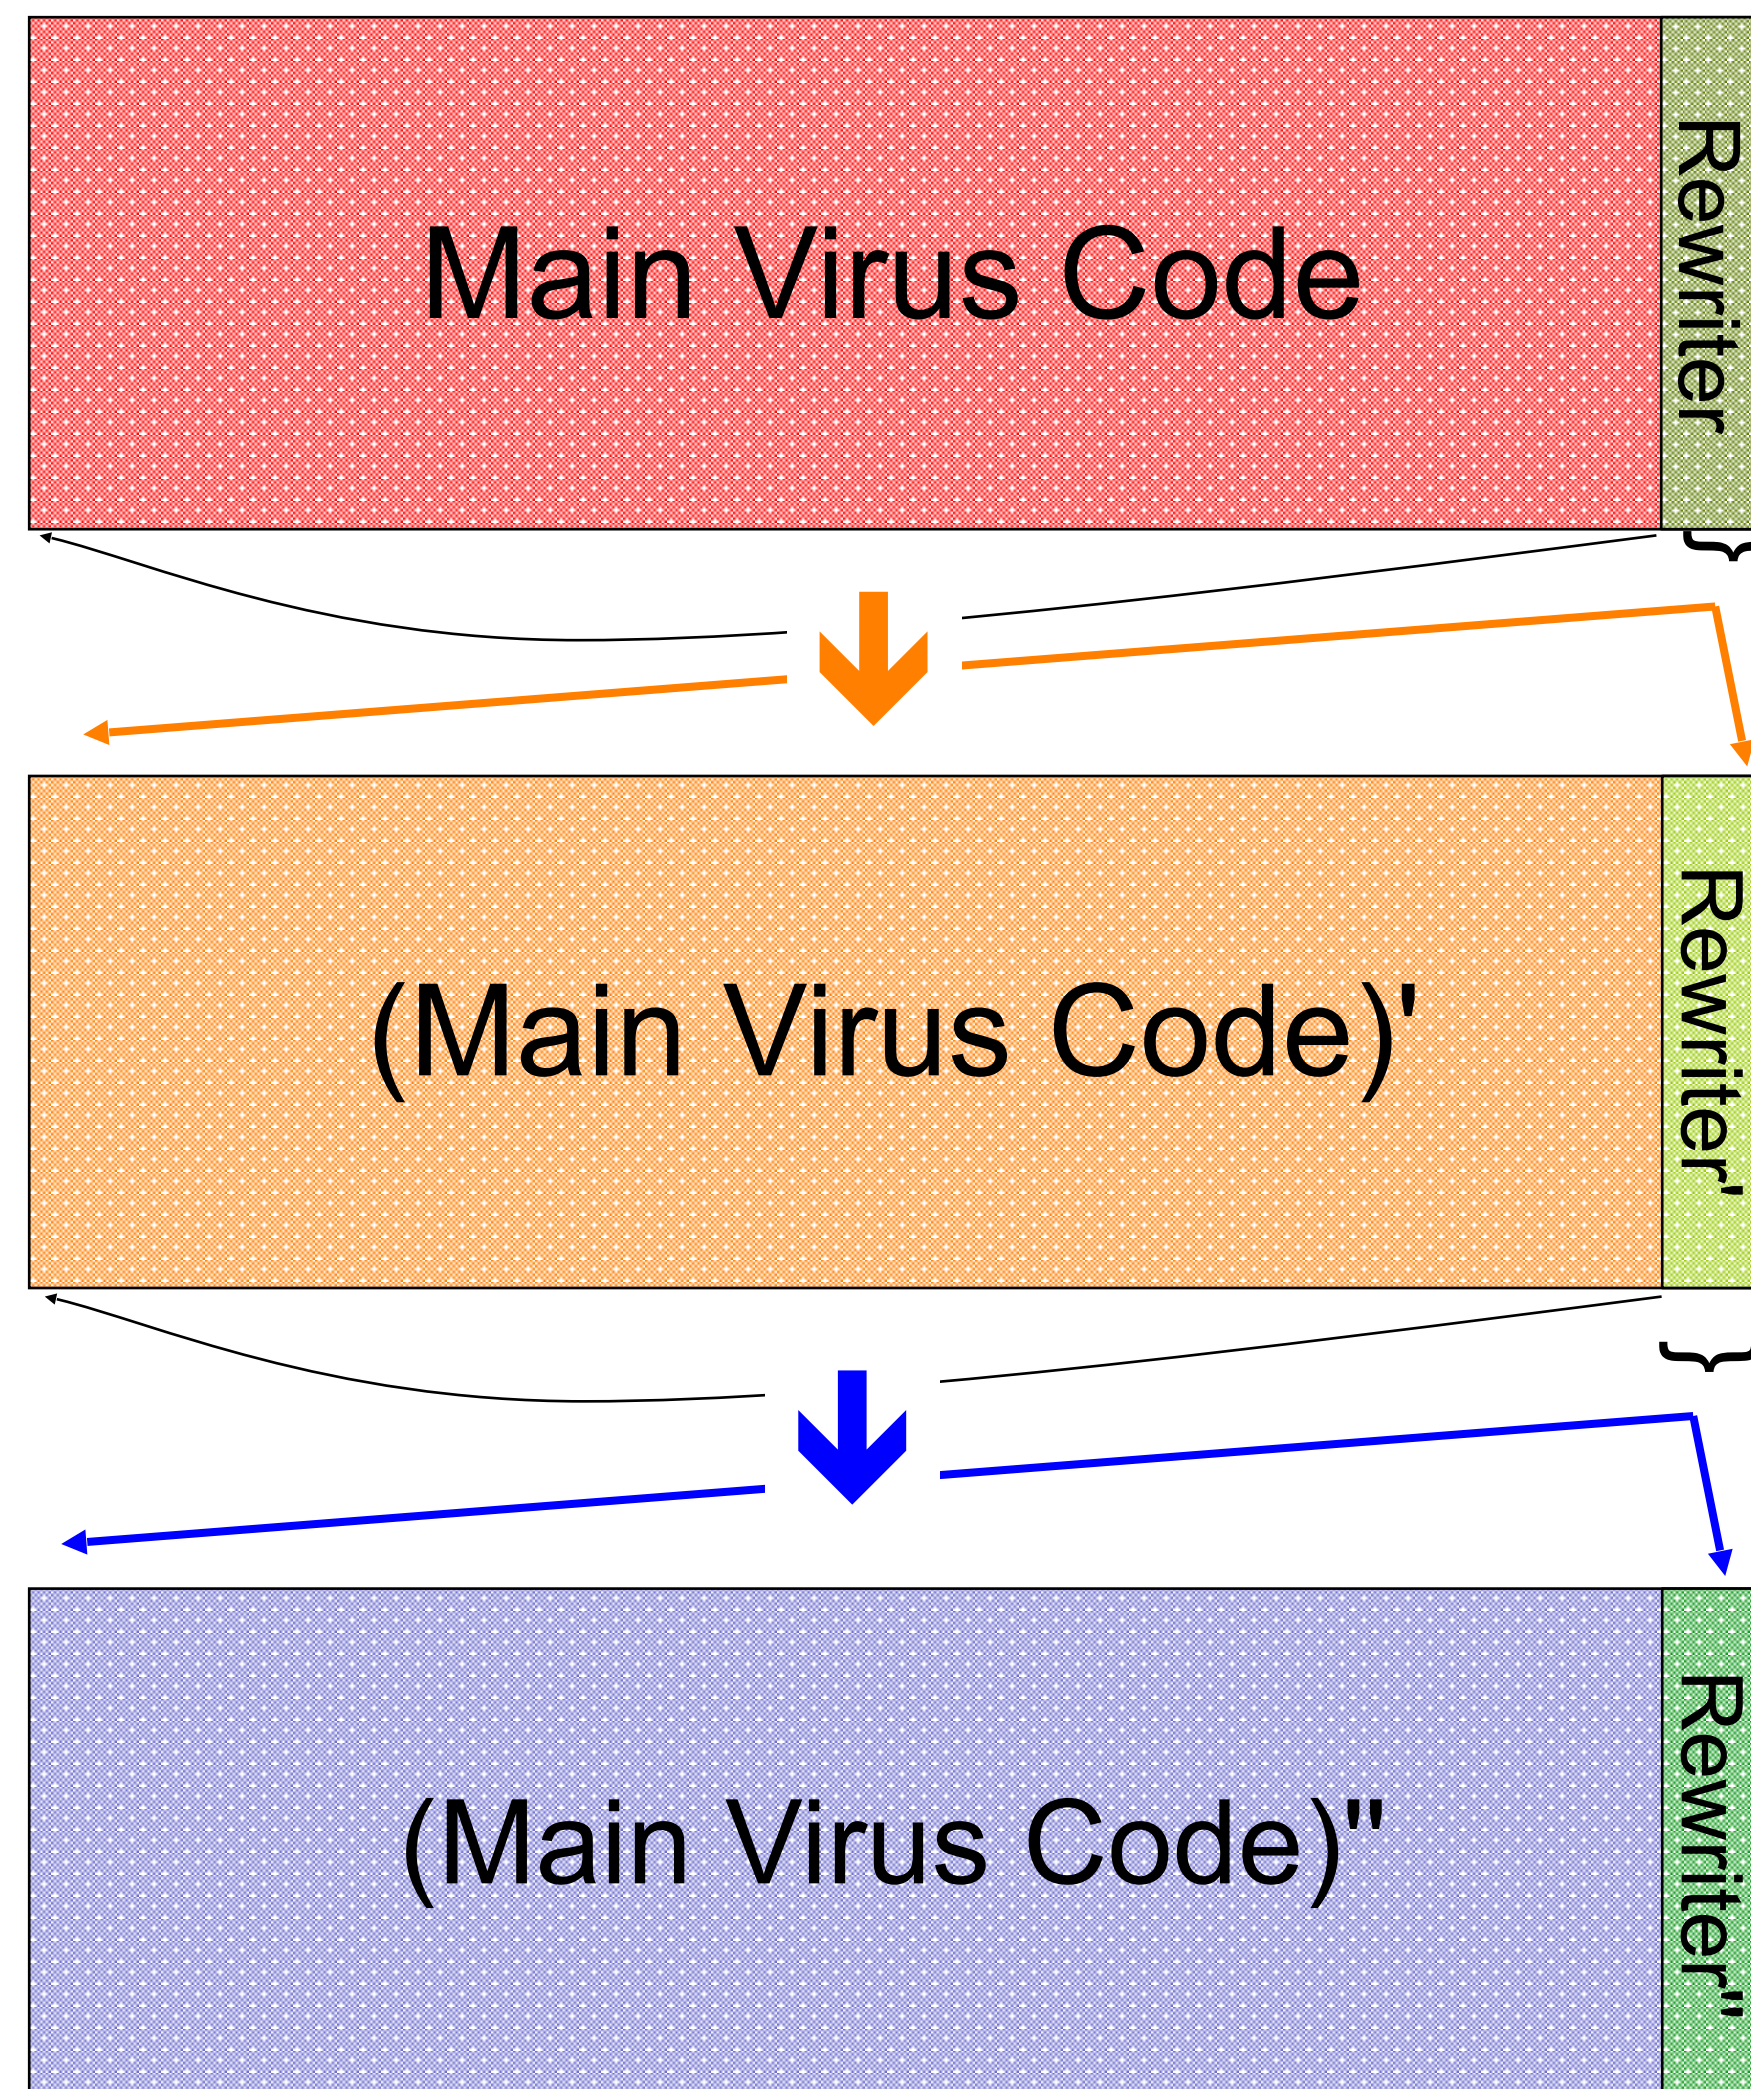 Main Virus Code
Rewriter
(Main Virus Code)'
Rewriter'
(Main Virus Code)"
Rewriter"